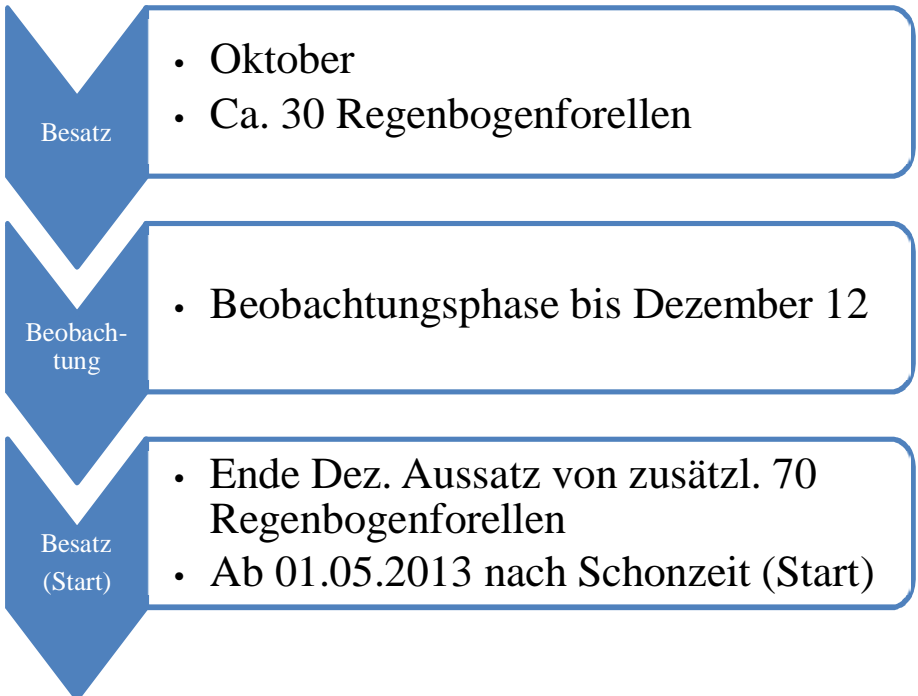 Besatz
• Oktober
• Ca. 30 Regenbogenforellen
Beobach-
tung
• Beobachtungsphase bis Dezember 12
Besatz
(Start)
• Ende Dez. Aussatz von zusätzl. 70
Regenbogenforellen
• Ab 01.05.2013 nach Schonzeit (Start)